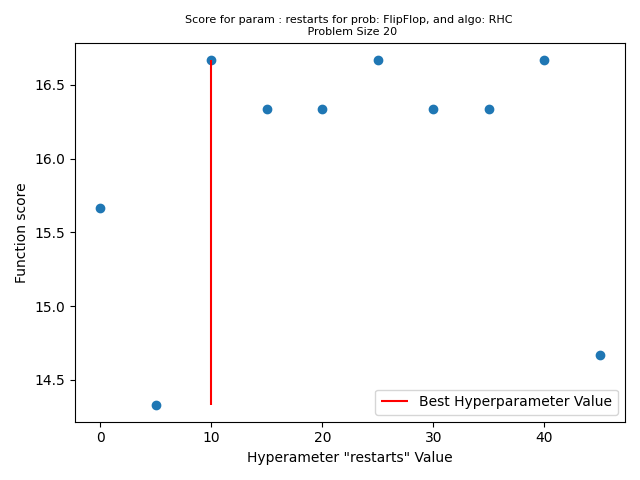 Score for param : restarts for prob: FlipFlop, and algo: RHC
Problem Size 20
16.5
16.0
15.5
15.0
14.5
Function score
0 10 20 30 40
Hyperameter "restarts" Value
Best Hyperparameter Value